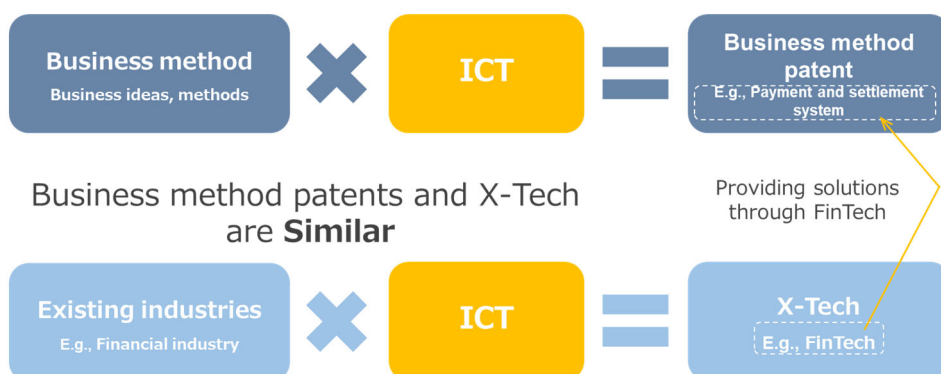 Business method
Business ideas, methods
ICT
Business method
patent
E.g., Payment and settlement
system
Business method patents and X-Tech
are Similar
Providing solutions
through FinTech
Existing industries
E.g., Financial industry
ICT
X-Tech
E.g., FinTech